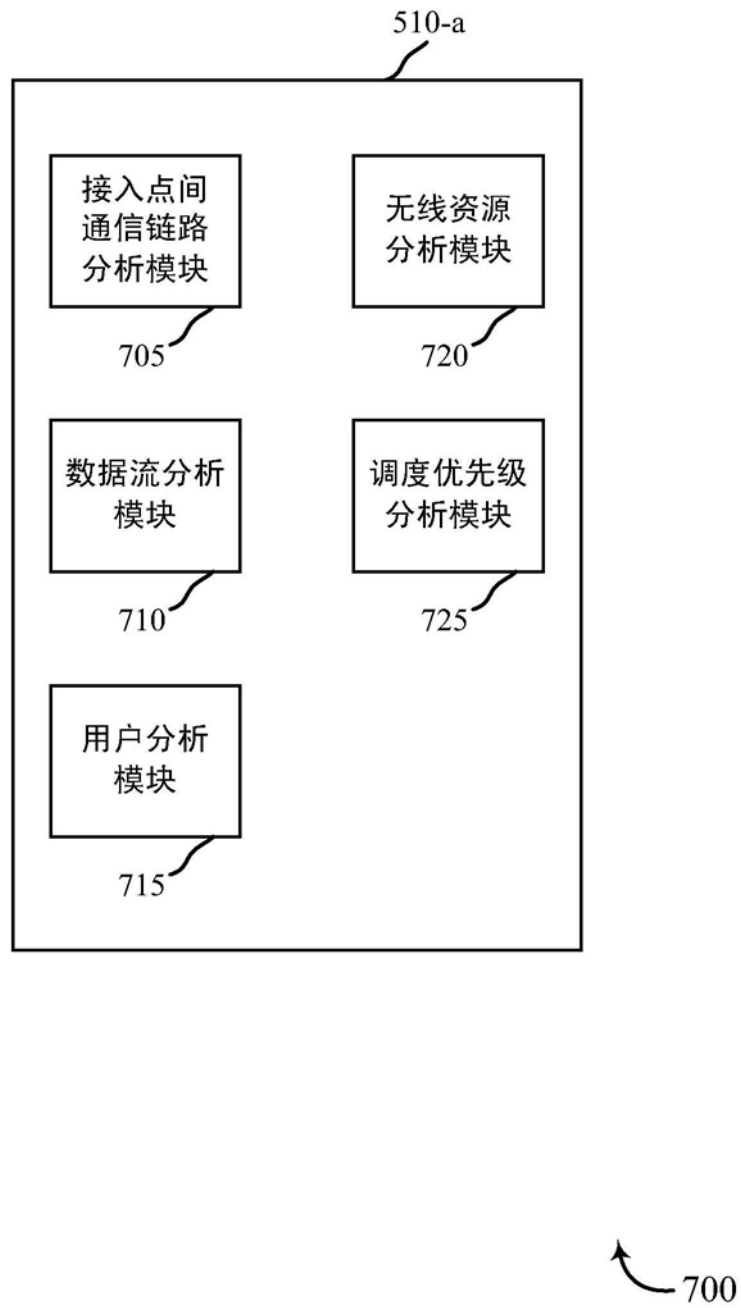 510-a
接入点间
通信链路
分析模块
705
无线资源
分析模块
720
数据流分析
模块
710
调度优先级
分析模块
725
用户分析
模块
715
700